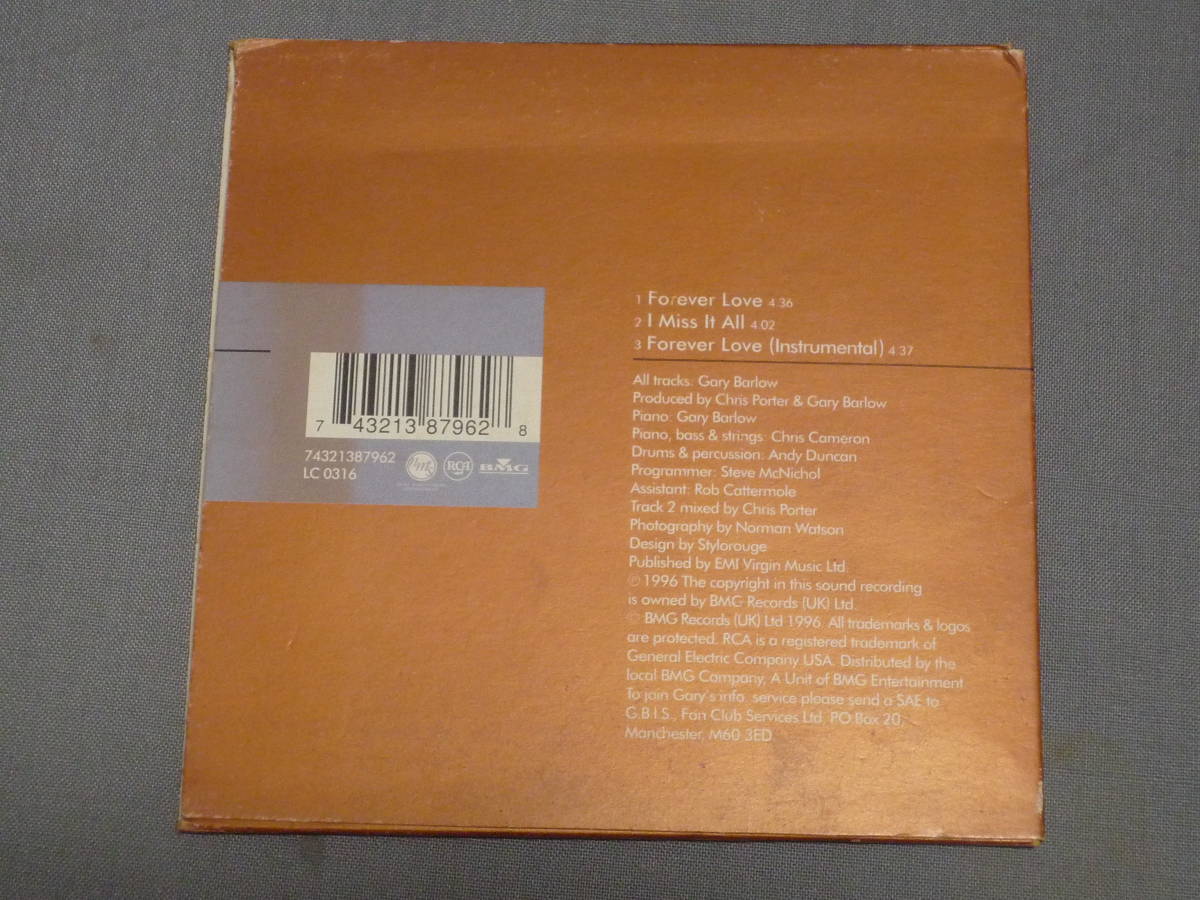 1 Forever Love 4.36
2 I Miss It All 4.02
3 Forever Love (Instrumental) 4.37
All tracks: Gary Barlow
Produced by Chris Porter & Gary Barlow
Piano: Gary Barlow
Piano, bass & strings: Chris Cameron
Drums & percussion: Andy Duncan
Programmer: Steve McNichol
Assistant: Rob Cattermole
Track 2 mixed by Chris Porter
Photography by Norman Watson
Design by Stylorouge
Published by EMI Virgin Music Ltd.
℗ 1996 The copyright in this sound recording
is owned by BMG Records (UK) Ltd.
© BMG Records (UK) Ltd 1996. All trademarks & logos
are protected. RCA is a registered trademark of
General Electric Company USA. Distributed by the
local BMG Company, A Unit of BMG Entertainment
To join Gary's info. service please send a SAE to
G.B.I.S., Fan Club Services Ltd, PO Box 20,
Manchester, M60 3ED
7 43213 87962 8
74321387962
LC 0316
RCA
BMG